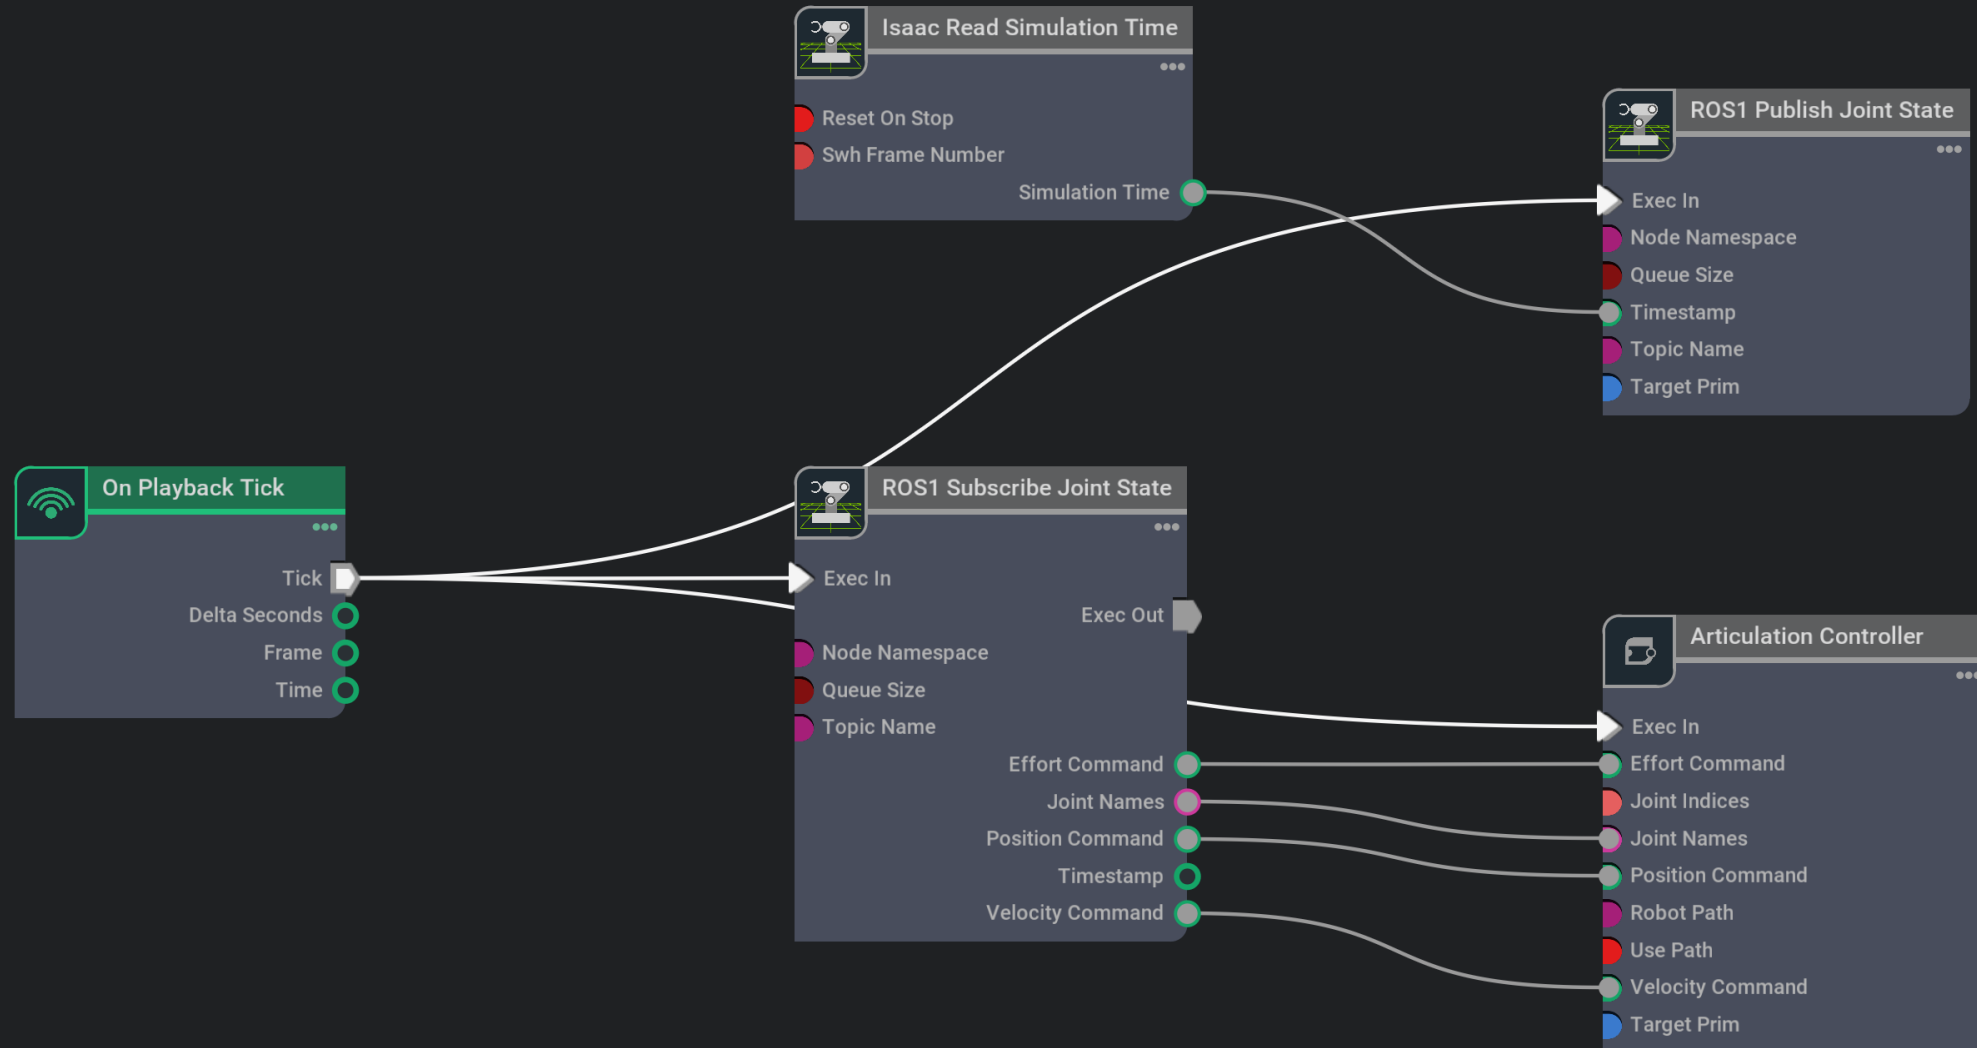 Isaac Read Simulation Time
Reset On Stop
Swh Frame Number
Simulation Time
ROS1 Publish Joint State
Exec In
Node Namespace
Queue Size
Timestamp
Topic Name
Target Prim
On Playback Tick
Tick
Delta Seconds
Frame
Time
ROS1 Subscribe Joint State
Exec In
Exec Out
Node Namespace
Queue Size
Topic Name
Effort Command
Joint Names
Position Command
Timestamp
Velocity Command
Articulation Controller
Exec In
Effort Command
Joint Indices
Joint Names
Position Command
Robot Path
Use Path
Velocity Command
Target Prim